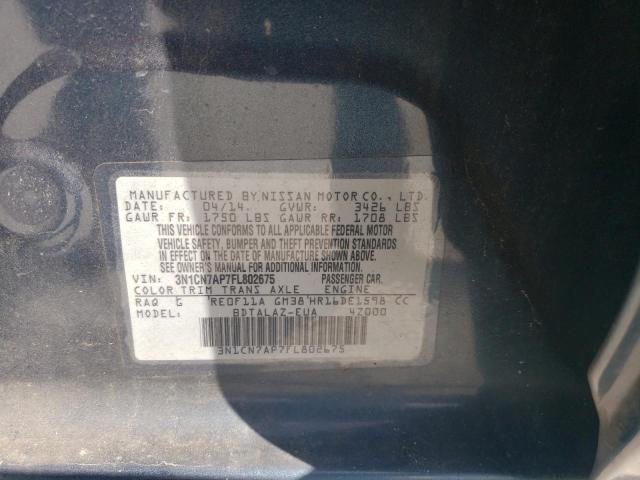 MANUFACTURED BY NISSAN MOTOR CO., LTD.
DATE: 04/14 GVWR: 3426 LBS
GAWR FR: 1750 LBS GAWR RR: 1708 LBS
THIS VEHICLE CONFORMS TO ALL APPLICABLE FEDERAL MOTOR
VEHICLE SAFETY, BUMPER AND THEFT PREVENTION STANDARDS
IN EFFECT ON THE DATE OF MANUFACTURE SHOWN ABOVE.
SEE OWNER'S MANUAL FOR ADDITIONAL INFORMATION.
VIN: 3N1CN7AP7FL802675 PASSENGER CAR
COLOR TRIM TRANS AXLE ENGINE
RAQ G RE0F11A GM38 HR16DE1598 CC
BDTALAZ-EUA 4Z000
3N1CN7AP7FL802675